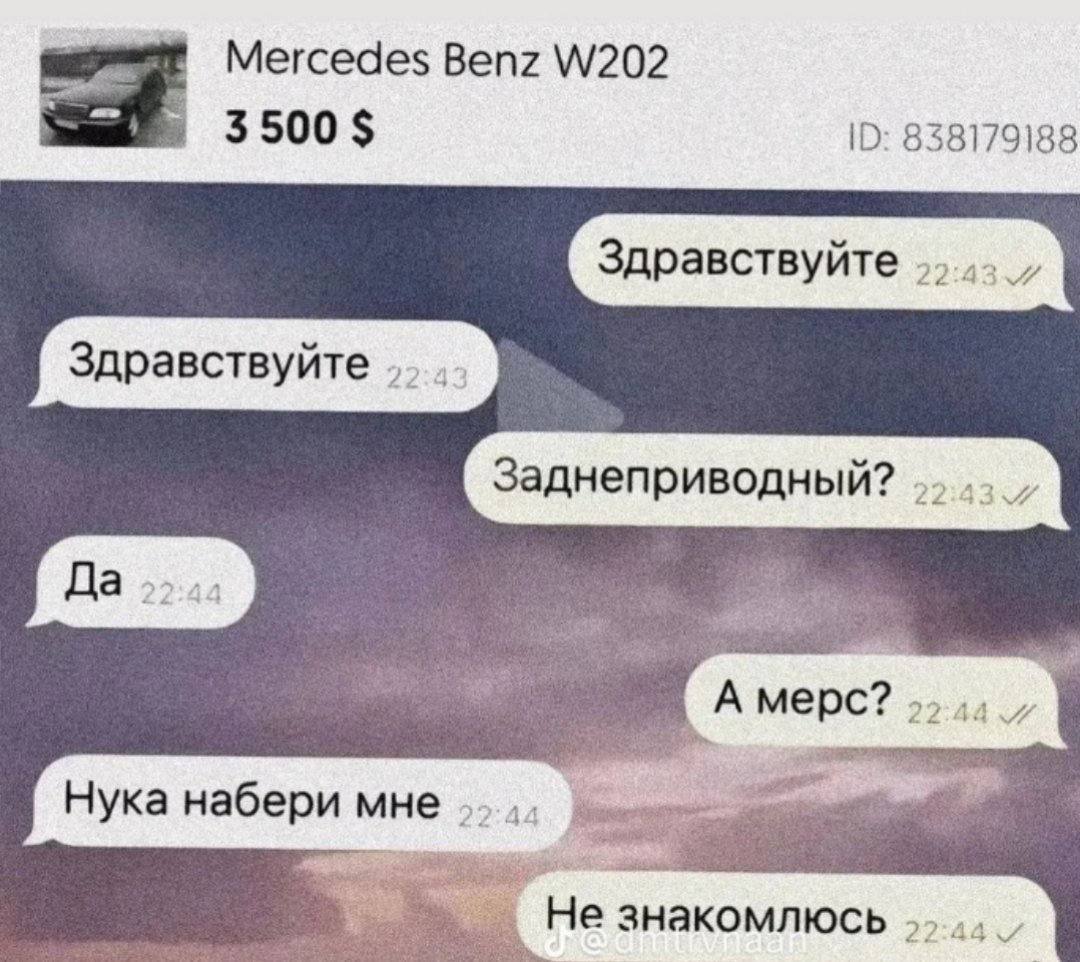 Mercedes Benz W202
3 500 $
ID: 838179188
Здравствуйте 22:43
Здравствуйте 22:43
Заднеприводный? 22:43
Да 22:44
А мерс? 22:44
Нука набери мне 22:44
Не знакомлюсь 22:44